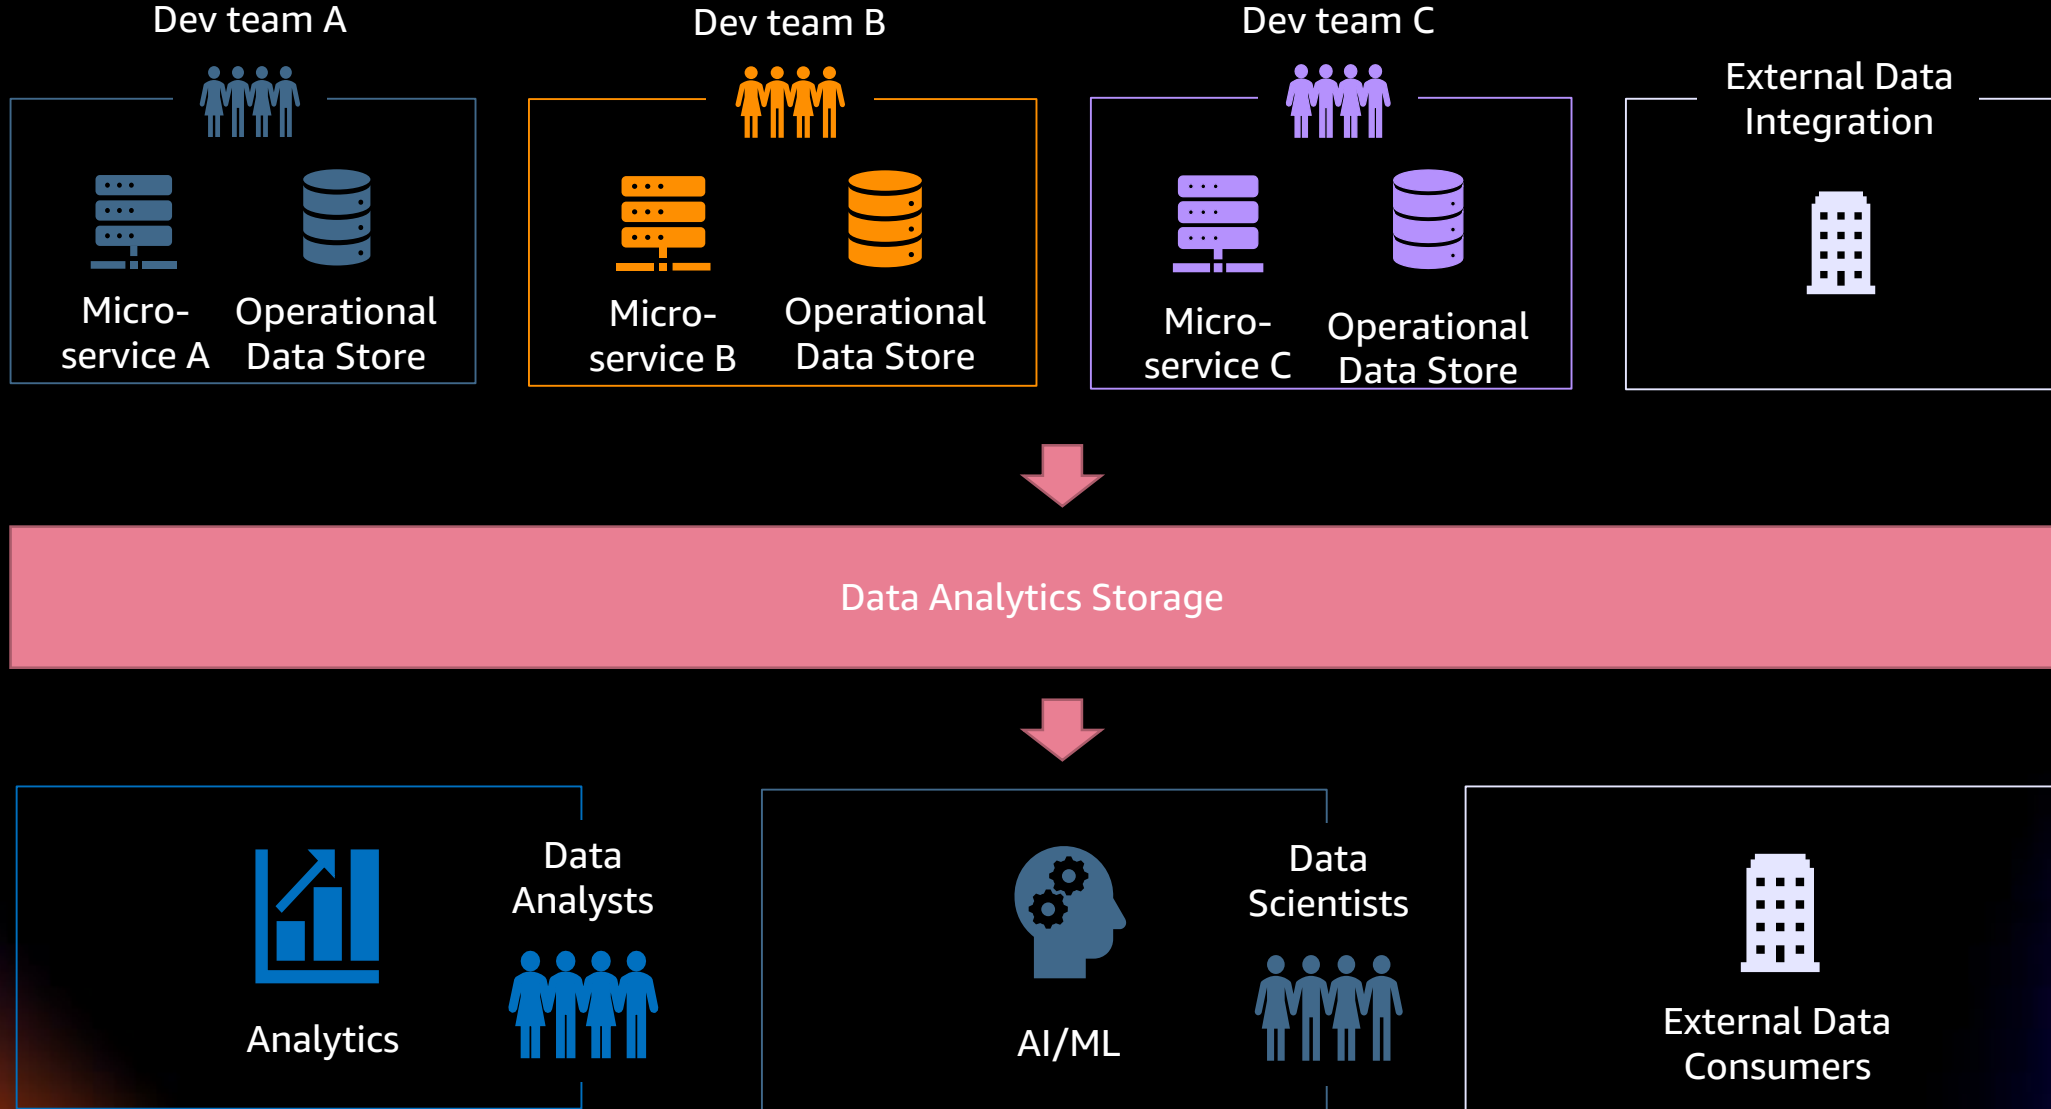 Dev team A
Dev team B
Dev team C
External Data
Integration
Micro-
service A
Operational
Data Store
Micro-
service B
Operational
Data Store
Micro-
service C
Operational
Data Store
Data Analytics Storage
Data
Analysts
Analytics
Data
Scientists
AI/ML
External Data
Consumers